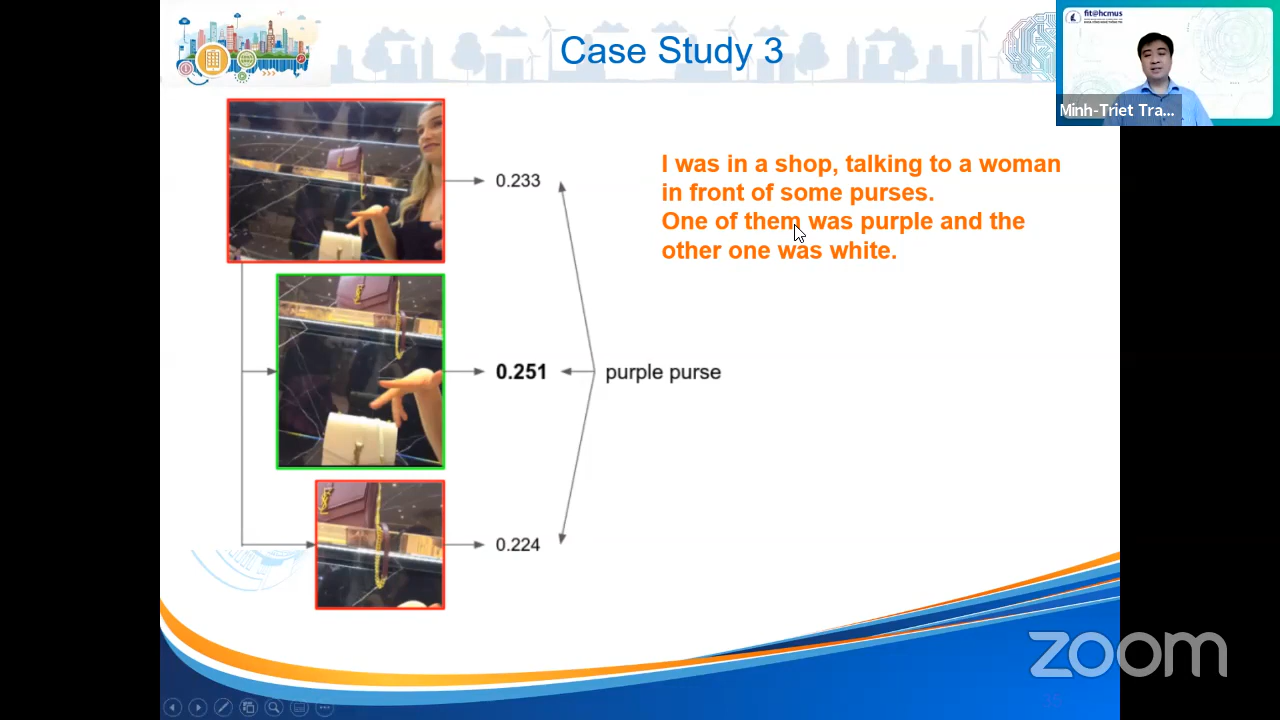 Case Study 3
fit@hcmus
Minh-Triet Tra...
I was in a shop, talking to a woman
in front of some purses.
One of them was purple and the
other one was white.
0.233
0.251
purple purse
0.224
zoom
38